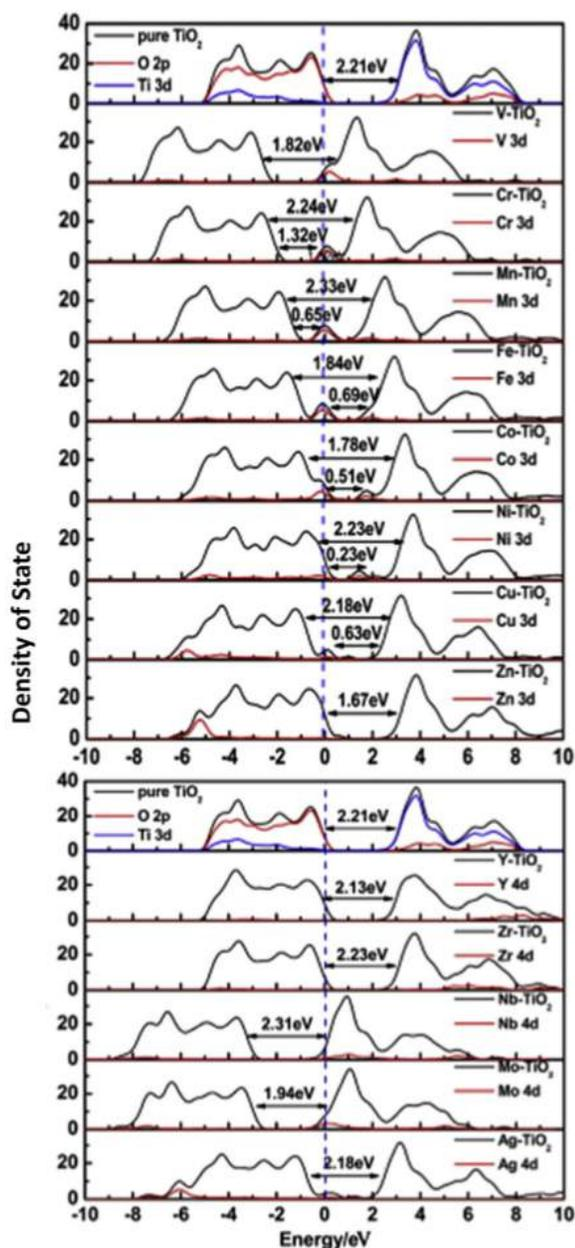 Density of State
40
20
0
pure TiO₂
O 2p
Ti 3d
2.21eV
20
0
V-TiO₂
V 3d
1.82eV
20
0
Cr-TiO₂
Cr 3d
2.24eV
1.32eV
20
0
Mn-TiO₂
Mn 3d
2.33eV
0.65eV
20
0
Fe-TiO₂
Fe 3d
1.84eV
0.69eV
20
0
Co-TiO₂
Co 3d
1.78eV
0.51eV
20
0
Ni-TiO₂
Ni 3d
2.23eV
0.23eV
20
0
Cu-TiO₂
Cu 3d
2.18eV
0.63eV
20
0
Zn-TiO₂
Zn 3d
1.67eV
-10 -8 -6 -4 -2 0 2 4 6 8 10
40
20
0
pure TiO₂
O 2p
Ti 3d
2.21eV
20
0
Y-TiO₂
Y 4d
2.13eV
20
0
Zr-TiO₂
Zr 4d
2.23eV
20
0
Nb-TiO₂
Nb 4d
2.31eV
20
0
Mo-TiO₂
Mo 4d
1.94eV
20
0
Ag-TiO₂
Ag 4d
2.18eV
-10 -8 -6 -4 -2 0 2 4 6 8 10
Energy/eV